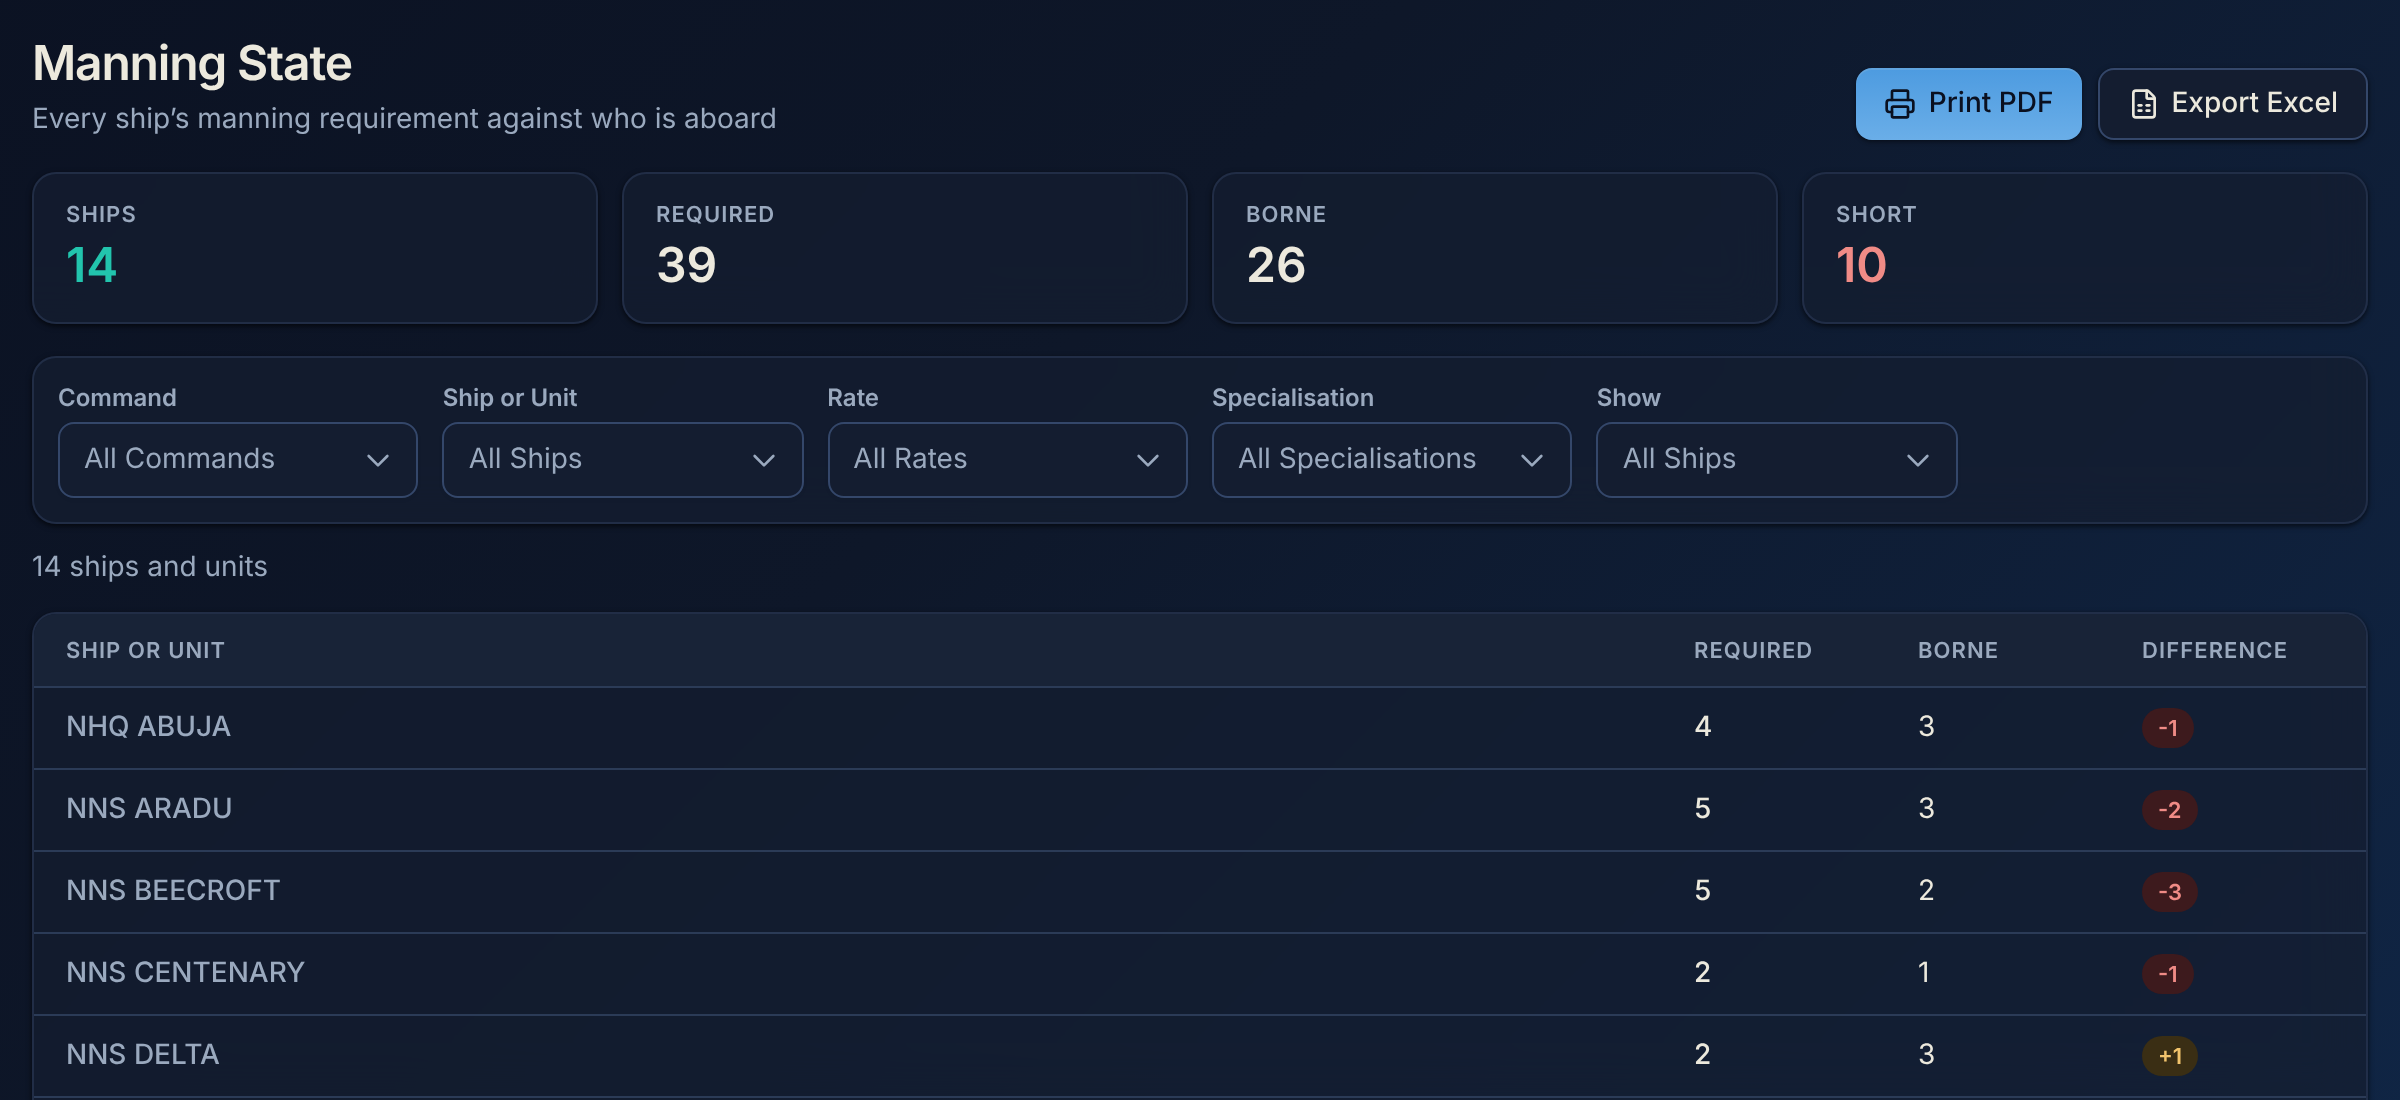 Manning State
Every ship’s manning requirement against who is aboard
Print PDF
Export Excel
SHIPS
14
REQUIRED
39
BORNE
26
SHORT
10
Command
All Commands
Ship or Unit
All Ships
Rate
All Rates
Specialisation
All Specialisations
Show
All Ships
14 ships and units
SHIP OR UNIT REQUIRED BORNE DIFFERENCE
NHQ ABUJA 4 3 -1
NNS ARADU 5 3 -2
NNS BEECROFT 5 2 -3
NNS CENTENARY 2 1 -1
NNS DELTA 2 3 +1